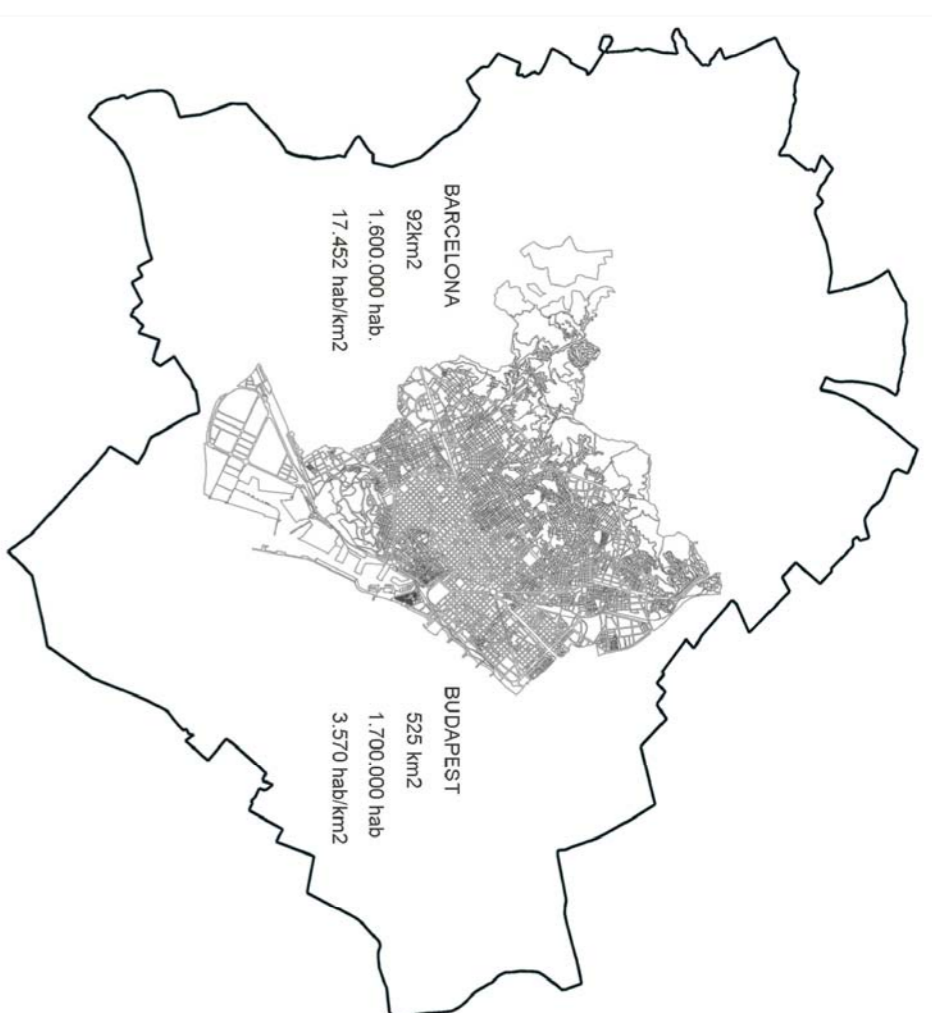 BARCELONA
92km2
1.600.000 hab.
17.452 hab/km2
BUDAPEST
525 km2
1.700.000 hab
3.570 hab/km2